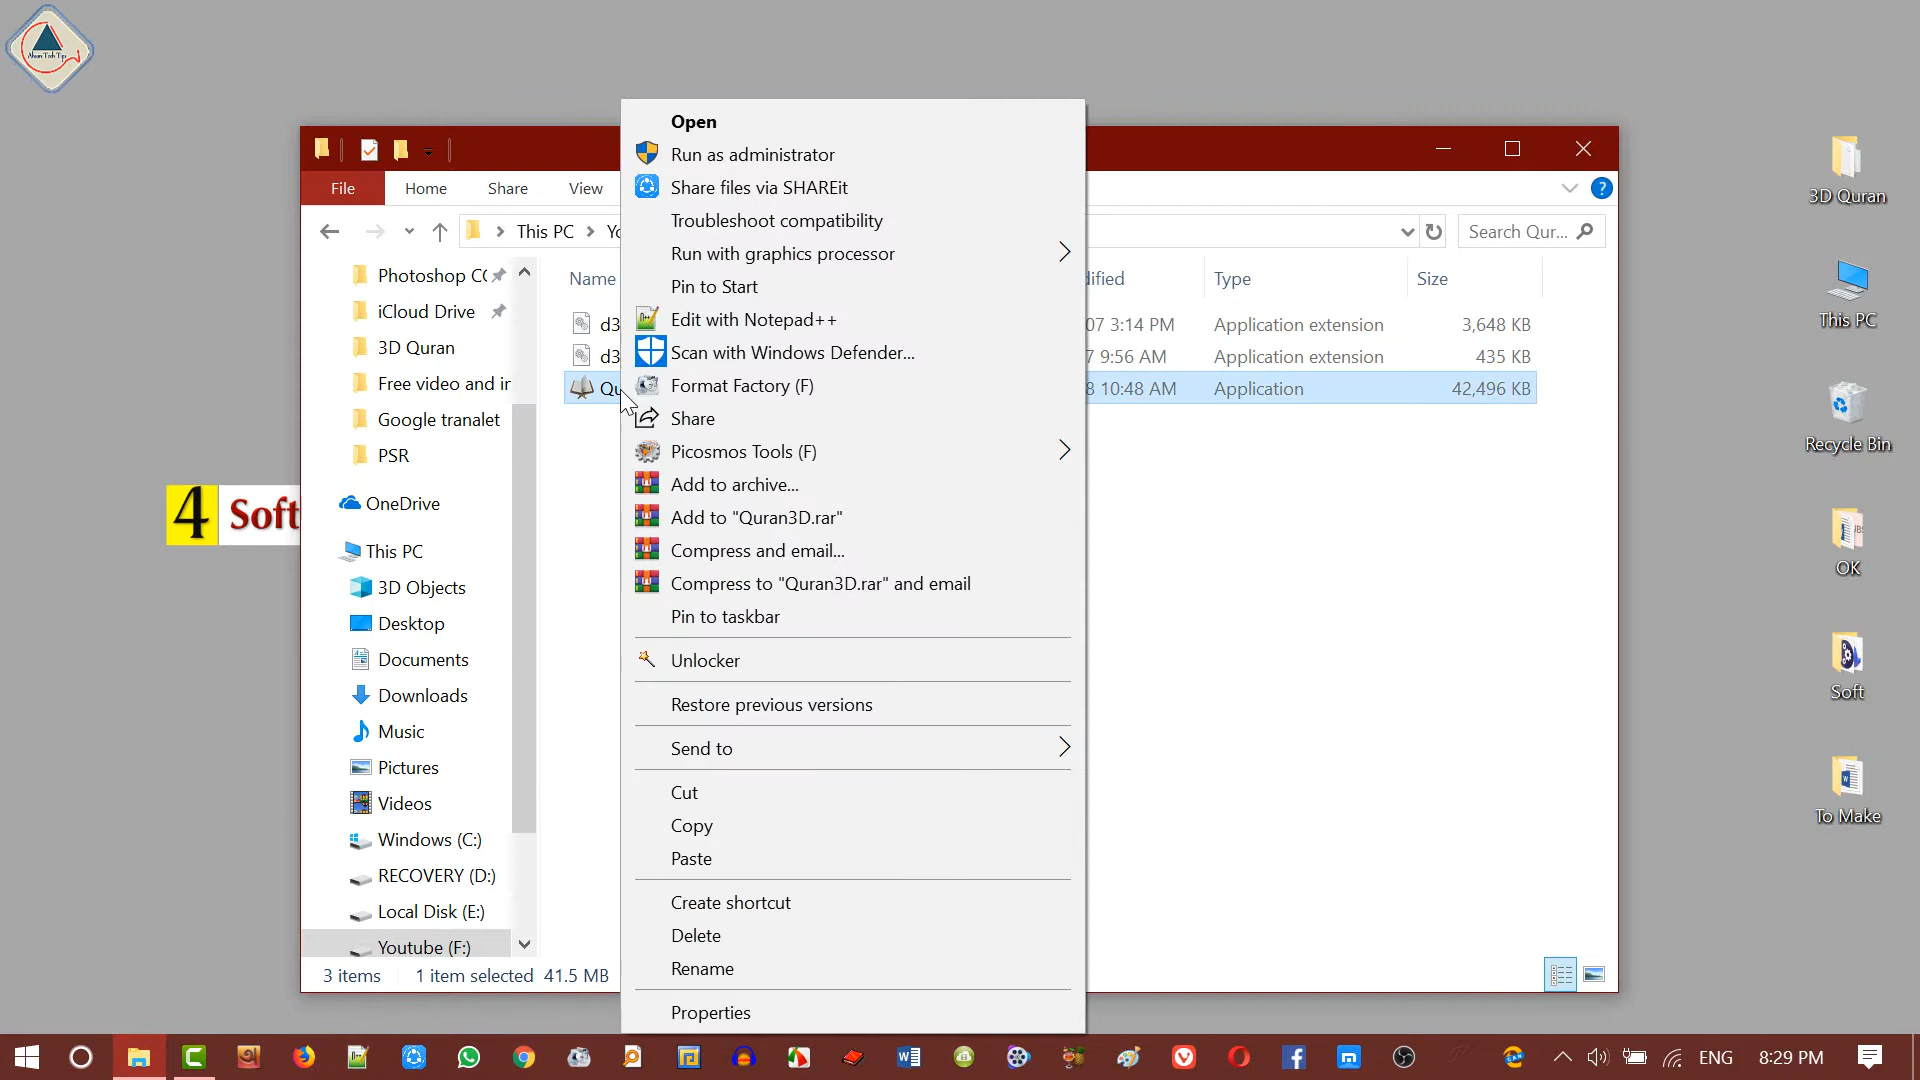 Ahsan Tech Tips
File
Home
Share
View
This PC
Search Qur...
Name
Type
Size
Photoshop
iCloud Drive
3D Quran
Free video and
Google tranalet
PSR
OneDrive
This PC
3D Objects
Desktop
Documents
Downloads
Music
Pictures
Videos
Windows (C:)
RECOVERY (D:)
Local Disk (E:)
Youtube (F:)
3:14 PM Application extension 3,648 KB
9:56 AM Application extension 435 KB
10:48 AM Application 42,496 KB
3 items 1 item selected 41.5 MB
Open
Run as administrator
Share files via SHAREit
Troubleshoot compatibility
Run with graphics processor
Pin to Start
Edit with Notepad++
Scan with Windows Defender...
Format Factory (F)
Share
Picosmos Tools (F)
Add to archive...
Add to "Quran3D.rar"
Compress and email...
Compress to "Quran3D.rar" and email
Pin to taskbar
Unlocker
Restore previous versions
Send to
Cut
Copy
Paste
Create shortcut
Delete
Rename
Properties
4 Soft
3D Quran
This PC
Recycle Bin
OK
Soft
To Make
ENG 8:29 PM